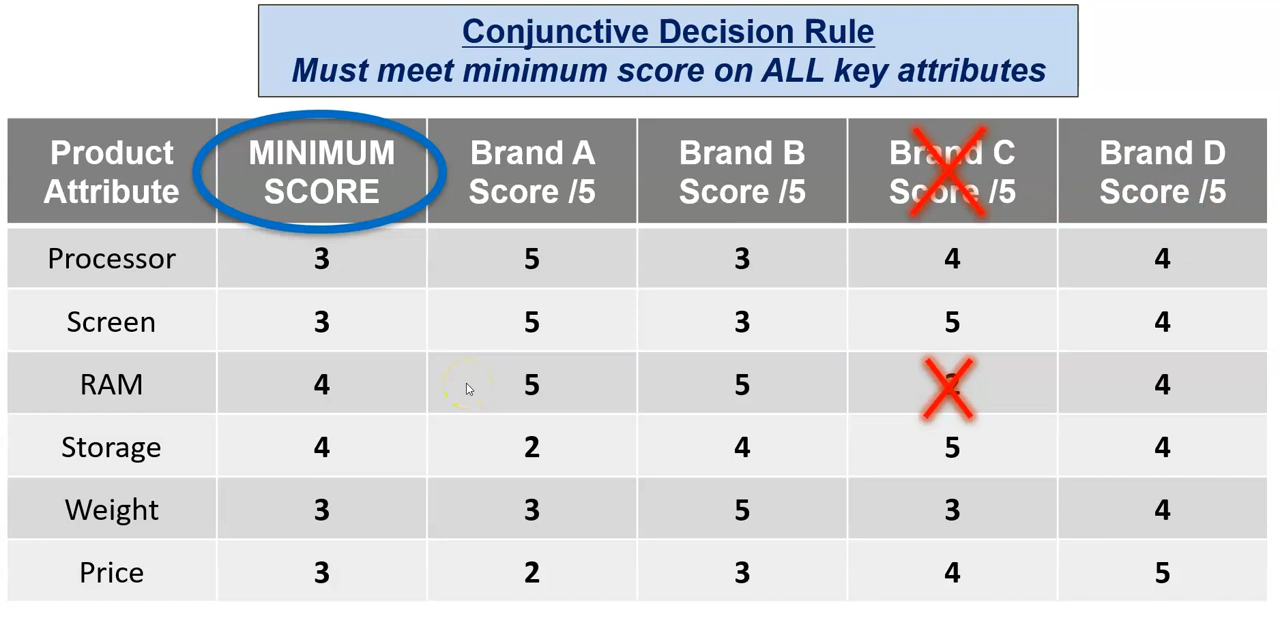 Conjunctive Decision Rule
Must meet minimum score on ALL key attributes
Product Attribute MINIMUM SCORE Brand A Score /5 Brand B Score /5 Brand C Score /5 Brand D Score /5
Processor 3 5 3 4 4
Screen 3 5 3 5 4
RAM 4 5 5 2 4
Storage 4 2 4 5 4
Weight 3 3 5 3 4
Price 3 2 3 4 5